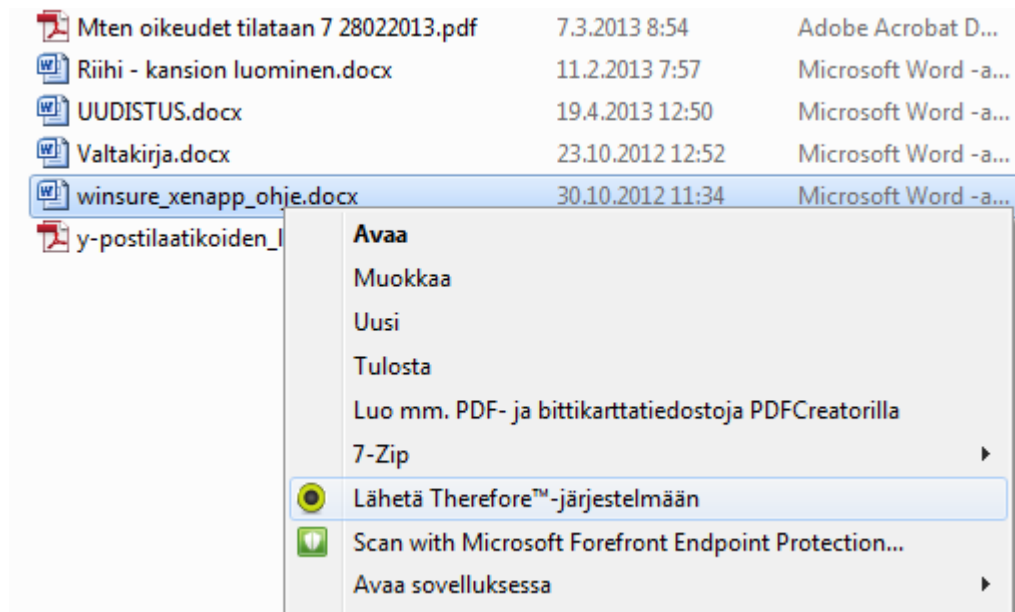 Mten oikeudet tilataan 7 28022013.pdf 7.3.2013 8:54 Adobe Acrobat D...
Riihi - kansion luominen.docx 11.2.2013 7:57 Microsoft Word -a...
UUDISTUS.docx 19.4.2013 12:50 Microsoft Word -a...
Valtakirja.docx 23.10.2012 12:52 Microsoft Word -a...
winsure_xenapp_ohje.docx 30.10.2012 11:34 Microsoft Word -a...
y-postilaatikoiden_l
Avaa
Muokkaa
Uusi
Tulosta
Luo mm. PDF- ja bittikarttatiedostoja PDFCreatorilla
7-Zip
Lähetä Therefore™-järjestelmään
Scan with Microsoft Forefront Endpoint Protection...
Avaa sovelluksessa